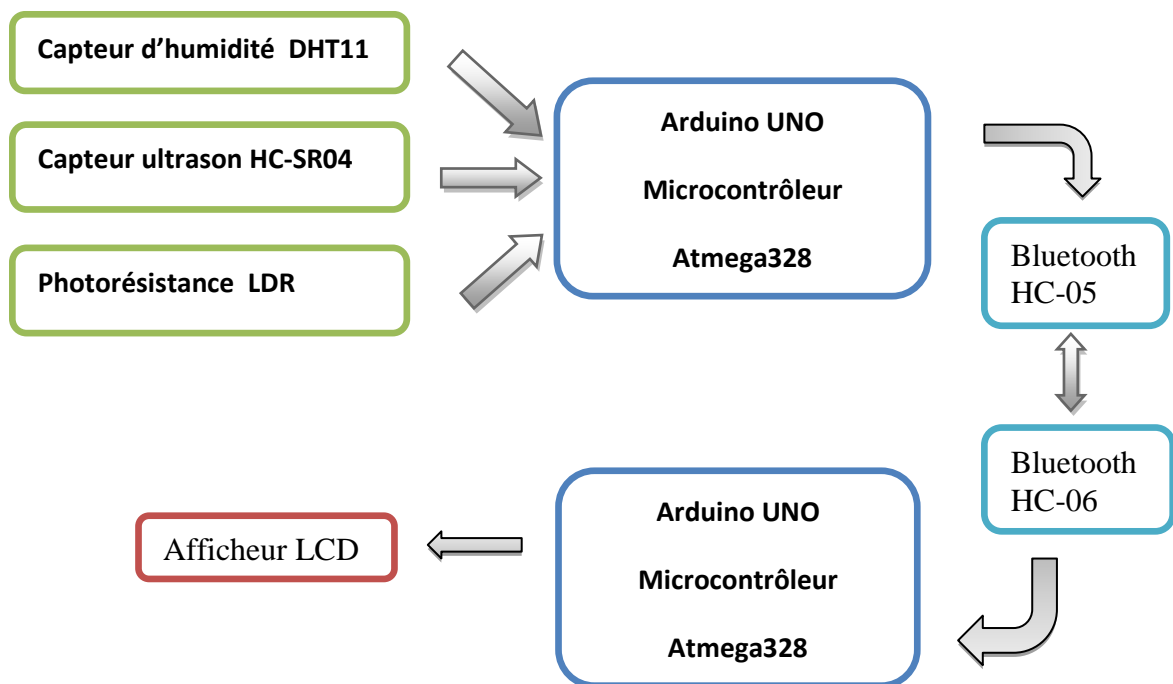 Capteur d'humidité DHT11
Capteur ultrason HC-SR04
Photorésistance LDR
Arduino UNO
Microcontrôleur
Atmega328
Bluetooth
HC-05
Bluetooth
HC-06
Arduino UNO
Microcontrôleur
Atmega328
Afficheur LCD